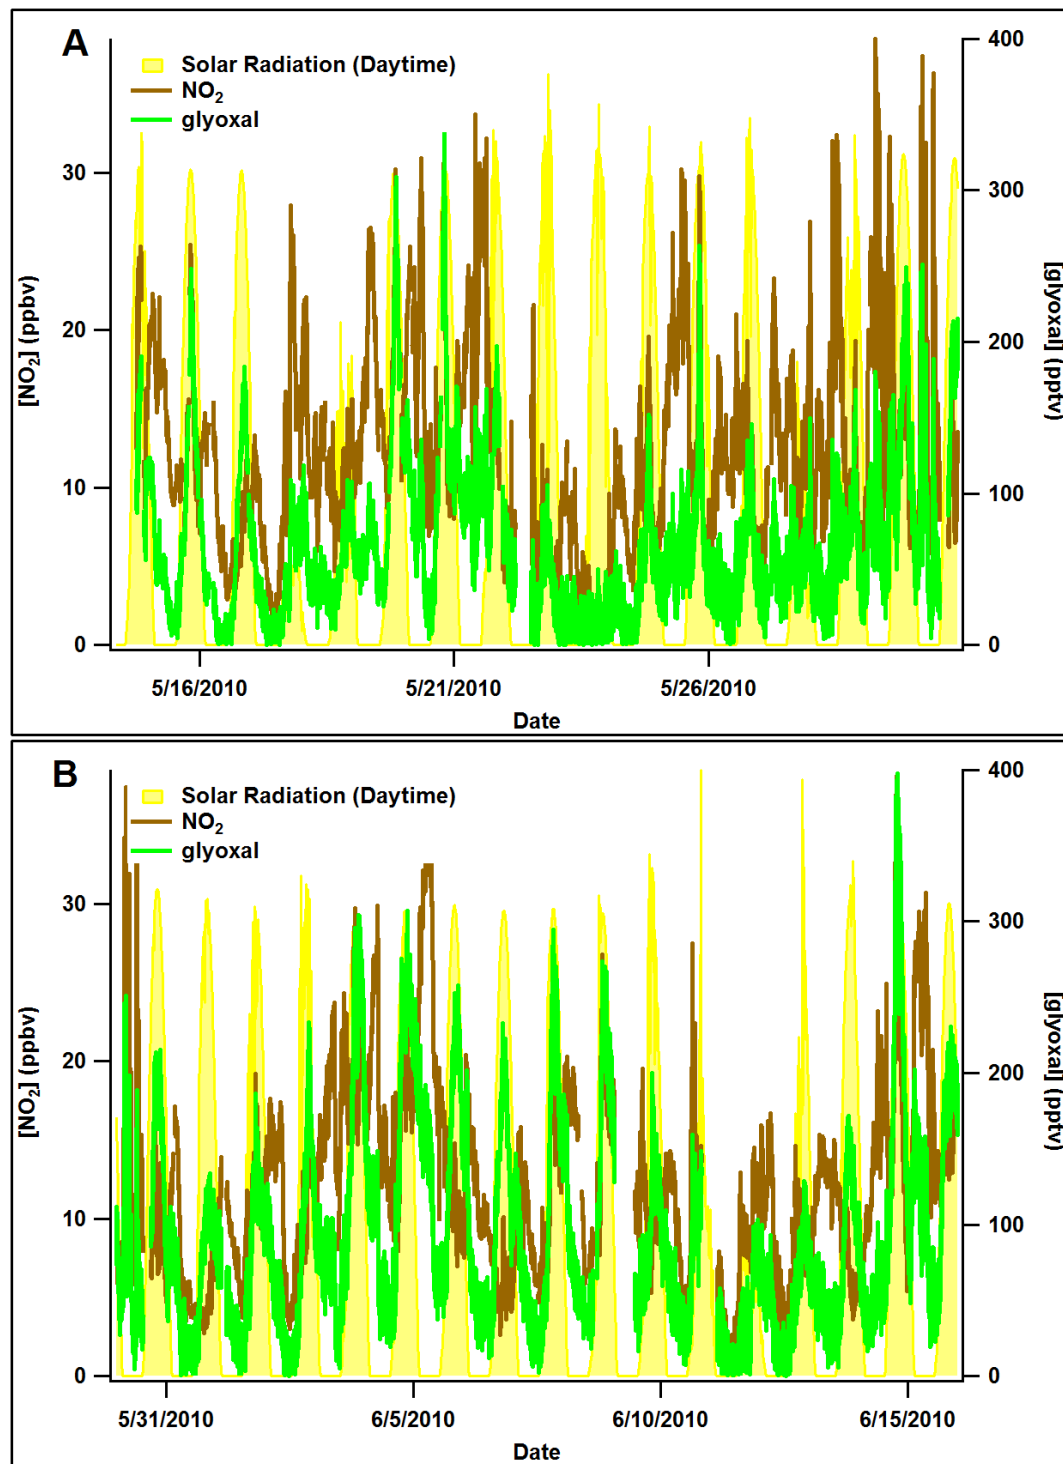 A
Solar Radiation (Daytime)
NO2
glyoxal
400
300
200
100
0
30
20
10
0
[NO2] (ppbv)
[glyoxal] (pptv)
5/16/2010
5/21/2010
5/26/2010
Date
B
Solar Radiation (Daytime)
NO2
glyoxal
400
300
200
100
0
30
20
10
0
[NO2] (ppbv)
[glyoxal] (pptv)
5/31/2010
6/5/2010
6/10/2010
6/15/2010
Date